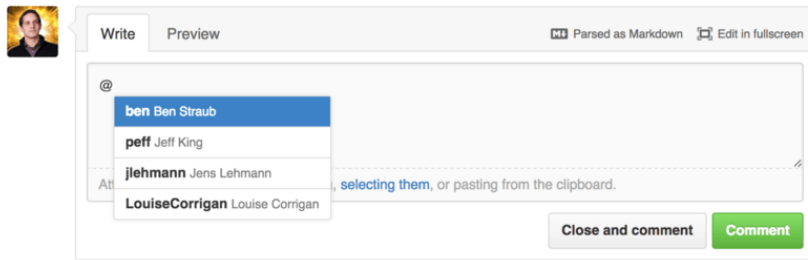 Write Preview Parsed as Markdown Edit in fullscreen
@
ben Ben Straub
peff Jeff King
jlehmann Jens Lehmann
At , selecting them, or pasting from the clipboard.
LouiseCorrigan Louise Corrigan
Close and comment Comment